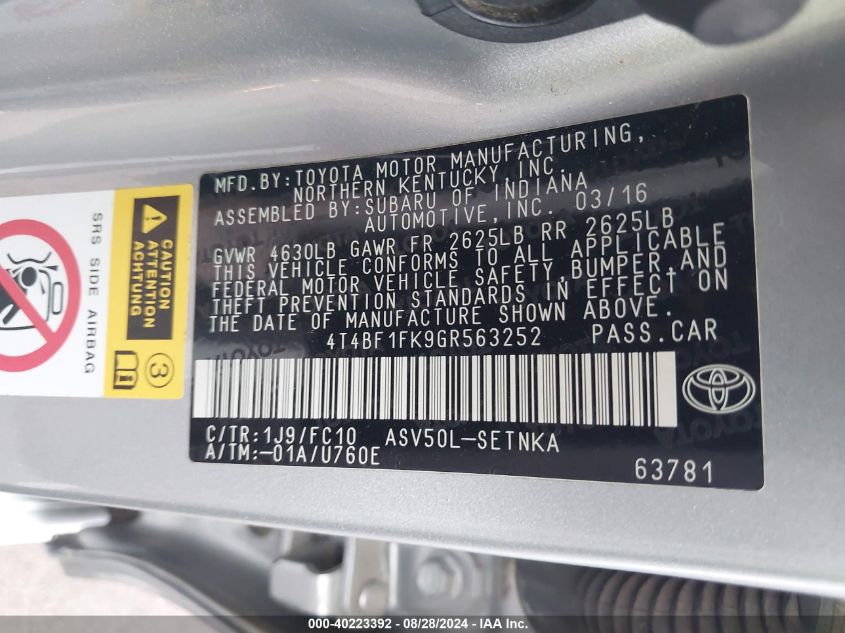 SRS SIDE AIRBAG
CAUTION
ATTENTION
ACHTUNG
3
MFD.BY:TOYOTA MOTOR MANUFACTURING,
NORTHERN KENTUCKY, INC.
ASSEMBLED BY:SUBARU OF INDIANA
AUTOMOTIVE,INC. 03/16
GVWR 4630LB GAWR FR 2625LB RR 2625LB
THIS VEHICLE CONFORMS TO ALL APPLICABLE
FEDERAL MOTOR VEHICLE SAFETY,BUMPER,AND
THEFT PREVENTION STANDARDS IN EFFECT ON
THE DATE OF MANUFACTURE SHOWN ABOVE.
4T4BF1FK9GR563252 PASS.CAR
C/TR:1J9/FC10 ASV50L-SETNKA
A/TM:-01A/U760E
63781
000-40223392 - 08/28/2024 - IAA Inc.